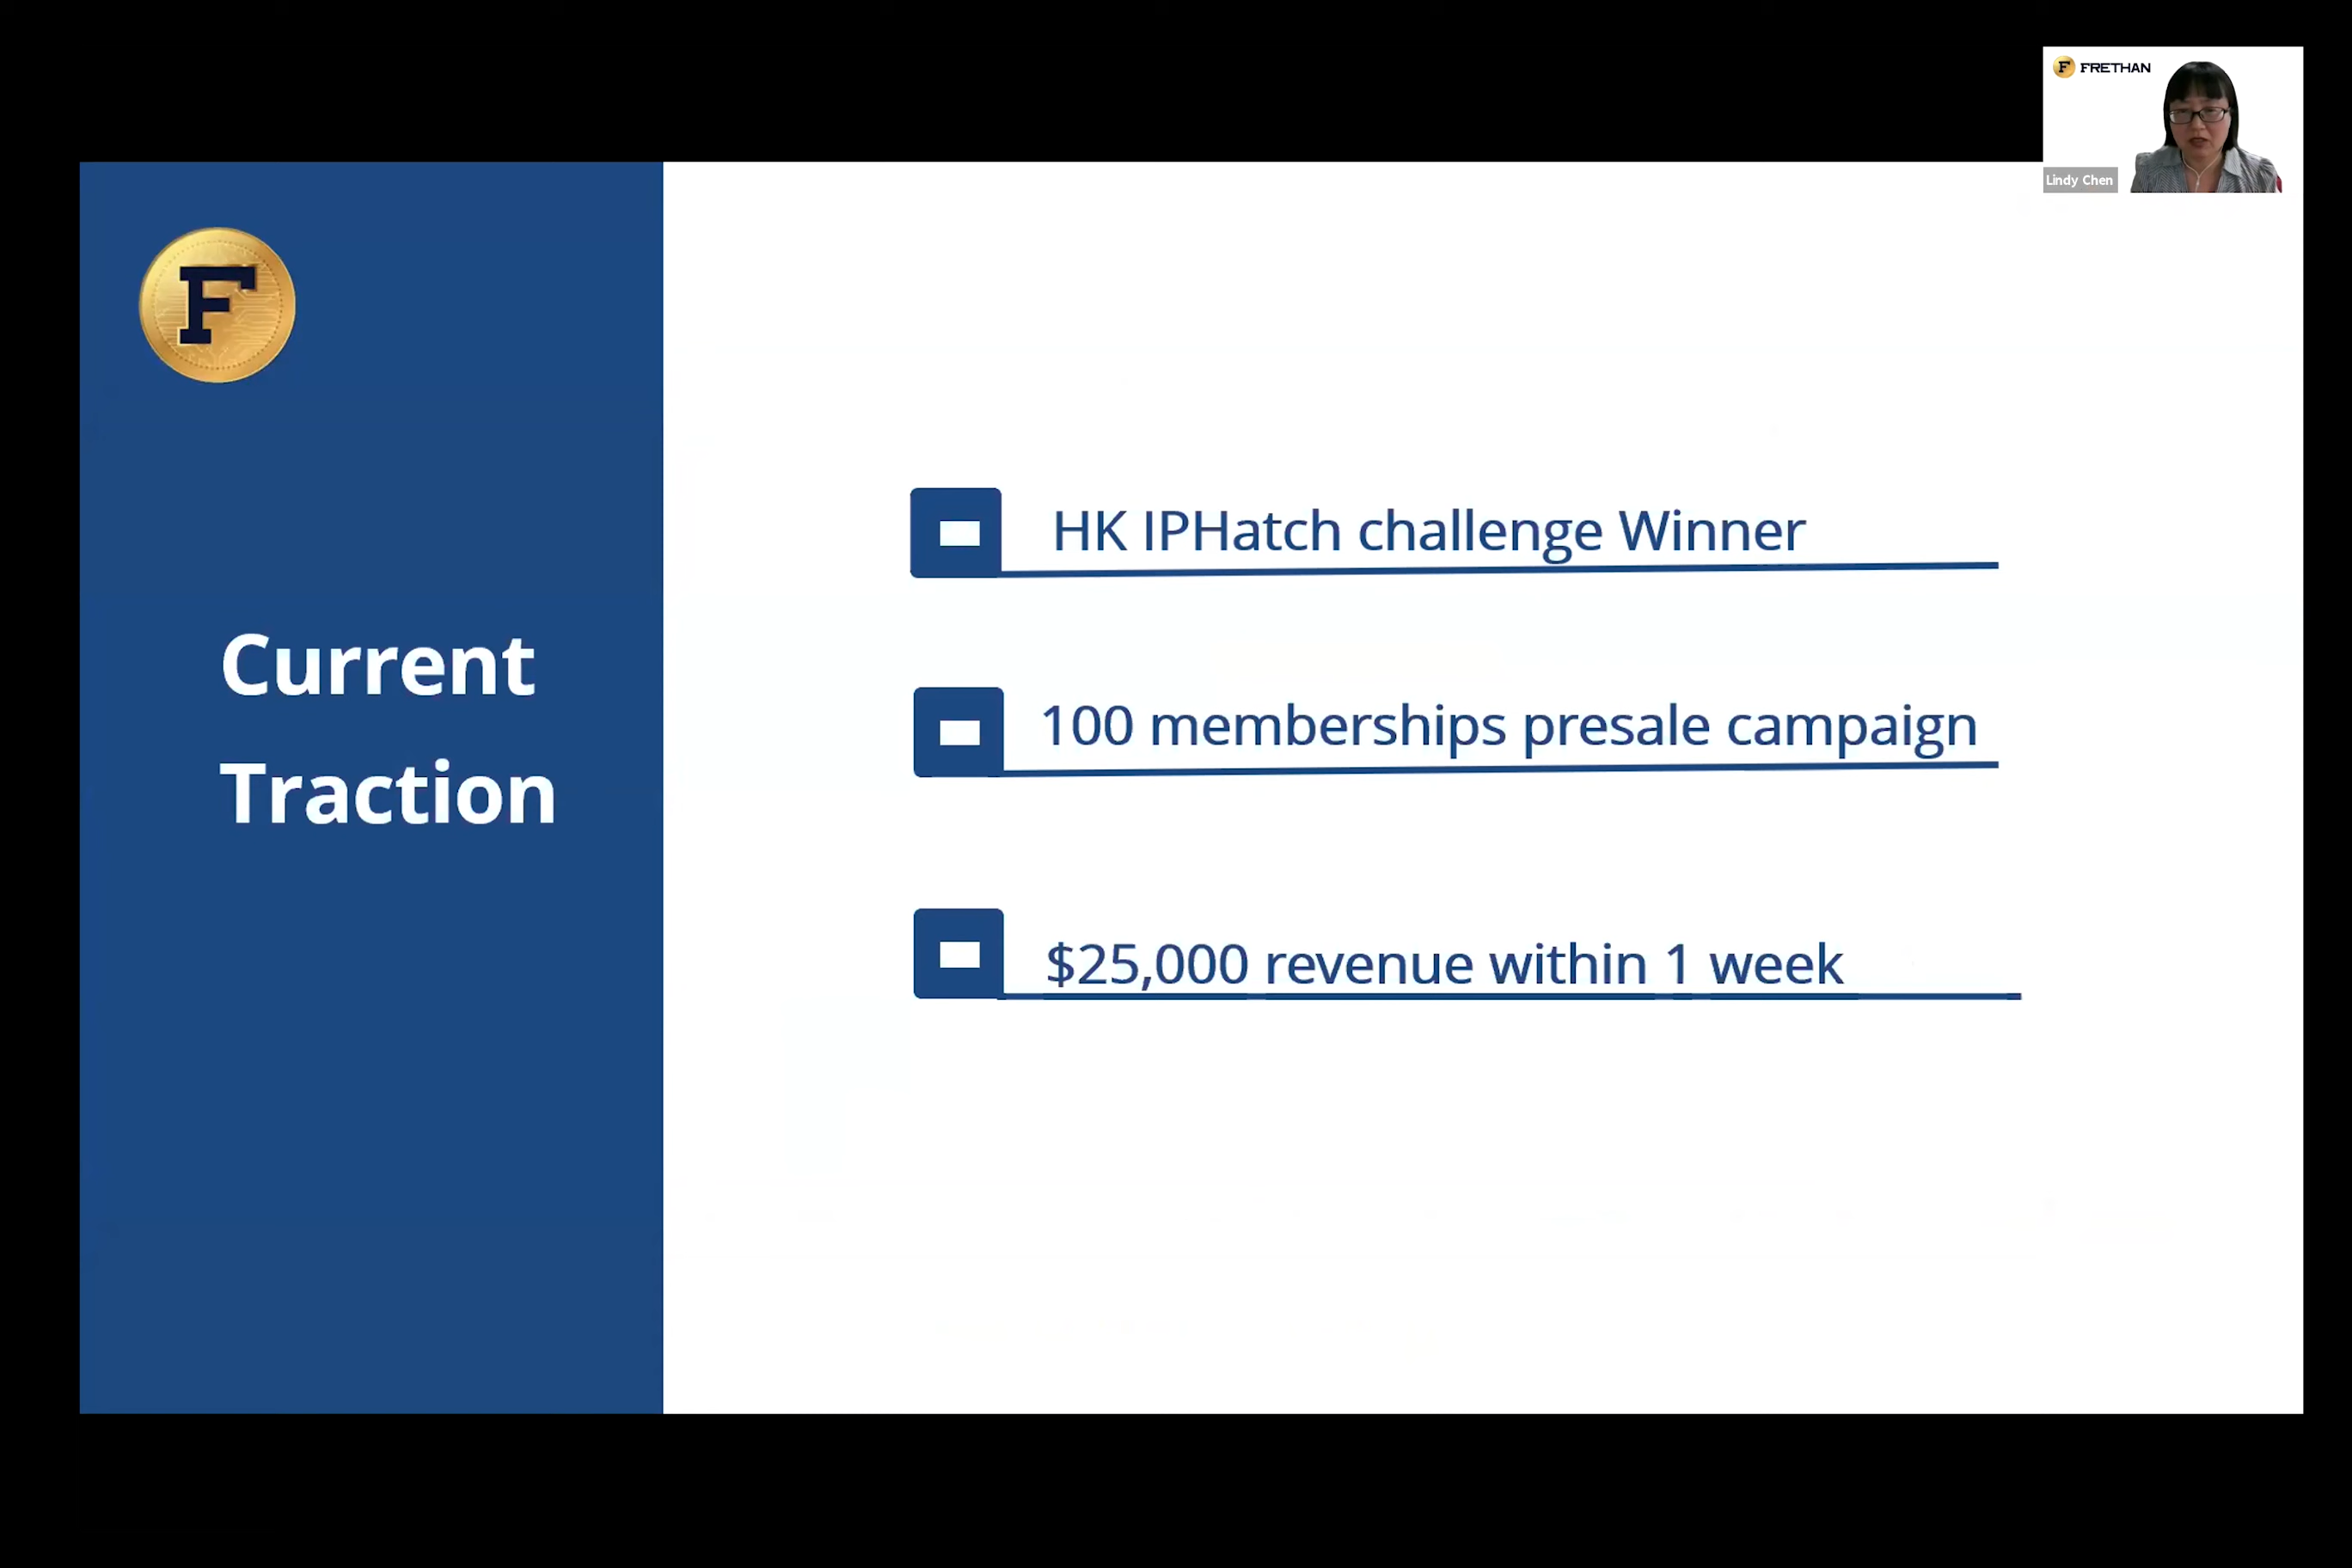 F FRETHAN
Lindy Chen
F
Current
Traction
HK IPHatch challenge Winner
100 memberships presale campaign
$25,000 revenue within 1 week